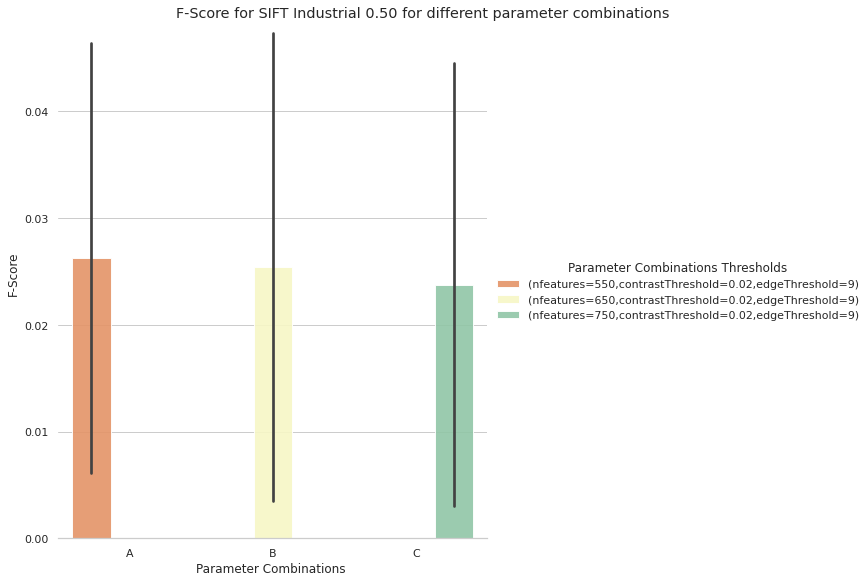 F-Score for SIFT Industrial 0.50 for different parameter combinations
0.04
0.03
0.02
0.01
0.00
F-Score
A B C
Parameter Combinations
Parameter Combinations Thresholds
(nfeatures=550,contrastThreshold=0.02,edgeThreshold=9)
(nfeatures=650,contrastThreshold=0.02,edgeThreshold=9)
(nfeatures=750,contrastThreshold=0.02,edgeThreshold=9)